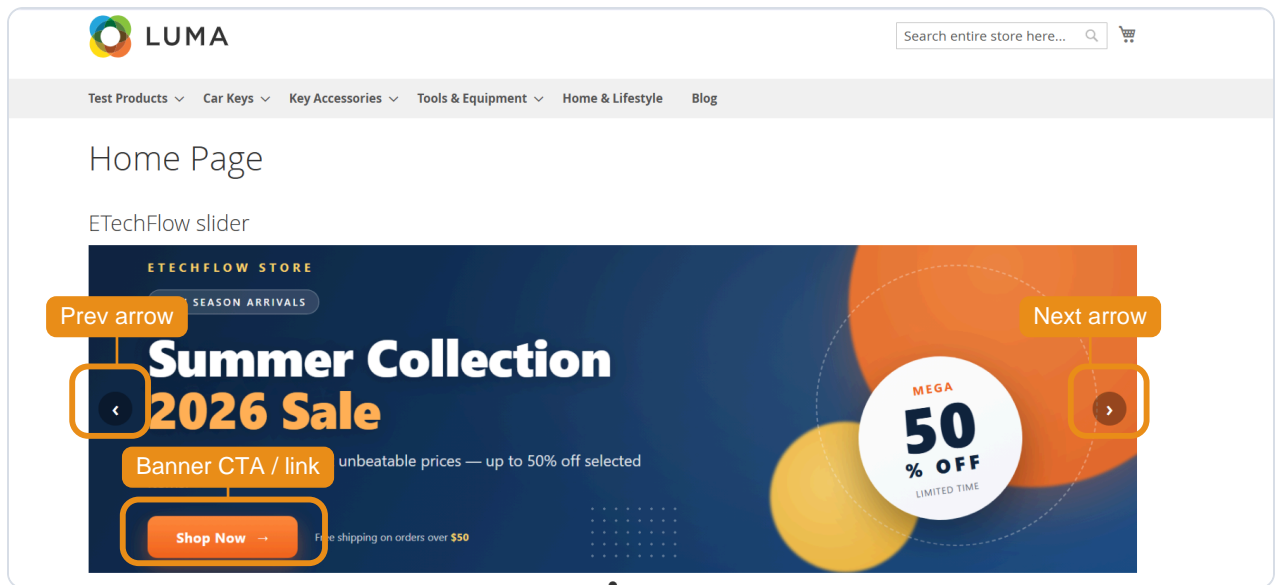 LUMA
Search entire store here...
Test Products Car Keys Key Accessories Tools & Equipment Home & Lifestyle Blog
Home Page
ETechFlow slider
ETECHFLOW STORE
SEASON ARRIVALS
Prev arrow
Next arrow
Summer Collection
2026 Sale
MEGA
50
% OFF
LIMITED TIME
Banner CTA / link
unbeatable prices — up to 50% off selected
Shop Now →
Free shipping on orders over $50